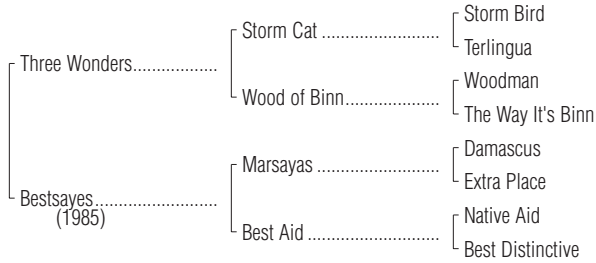 Storm Bird
Storm Cat ........................
Terlingua
Three Wonders.................
Woodman
Wood of Binn...................
The Way It's Binn
Damascus
Marsayas ........................
Extra Place
Bestsayes.........................
(1985)
Native Aid
Best Aid ..........................
Best Distinctive